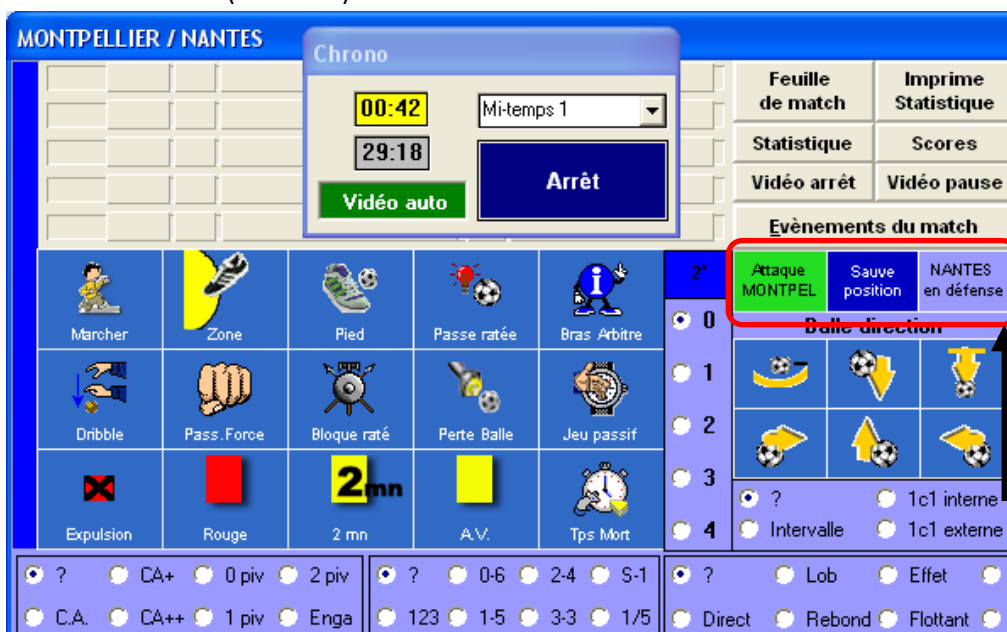 MONTPELLIER / NANTES
Chrono
00:42
Mi-temps 1
29:18
Arrêt
Vidéo auto
Feuille
de match
Imprime
Statistique
Statistique
Scores
Vidéo arrêt
Vidéo pause
Evènements du match
Attaque
MONTPEL
Sauve
position
NANTES
en défense
Balle direction
Marcher
Zone
Pied
Passe ratée
Bras Arbitre
Dribble
Pass.Force
Bloque raté
Perte Balle
Jeu passif
2mn
Expulsion
Rouge
2 mn
A.V.
Tps Mort
2'
0
1
2
3
4
? 1c1 interne
Intervalle 1c1 externe
? CA+ 0 piv 2 piv
C.A. CA++ 1 piv Enga
? 0-6 2-4 S-1
123 1-5 3-3 1/5
? Lob Effet
Direct Rebond Flottant